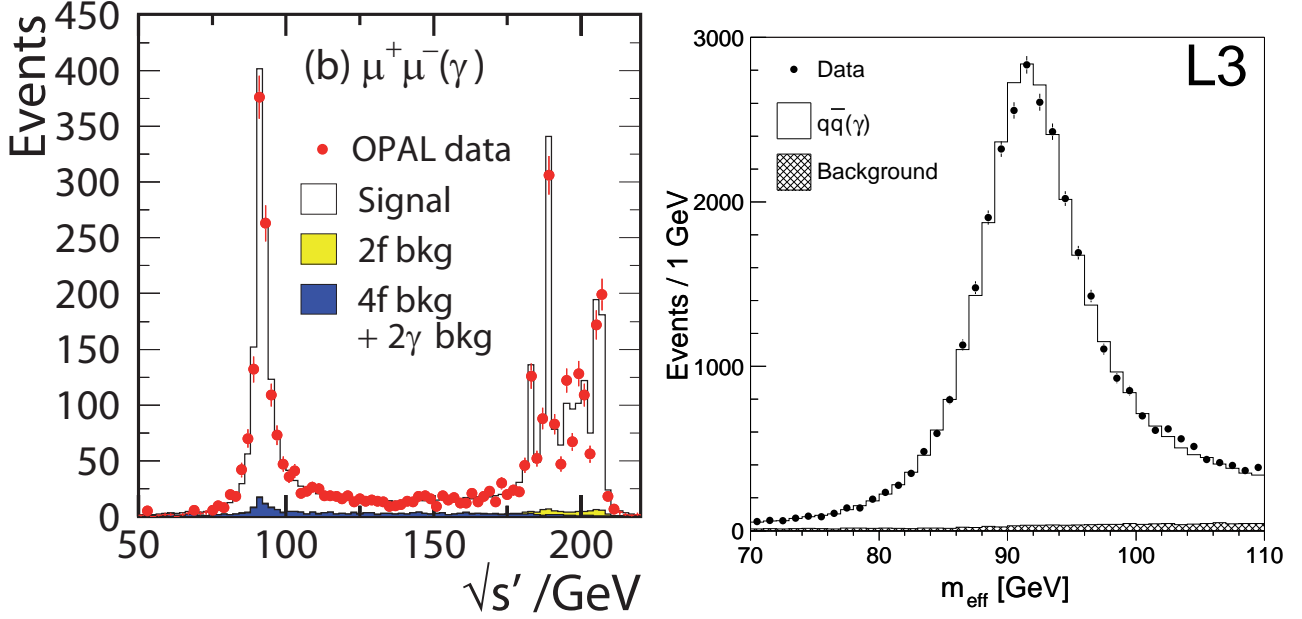 Events
450
400
350
300
250
200
150
100
50
0
(b) μ⁺μ⁻(γ)
OPAL data
Signal
2f bkg
4f bkg
+ 2γ bkg
50 100 150 200
√s′ /GeV
Events / 1 GeV
3000
2000
1000
0
L3
Data
qq̅(γ)
Background
70 80 90 100 110
m_eff [GeV]